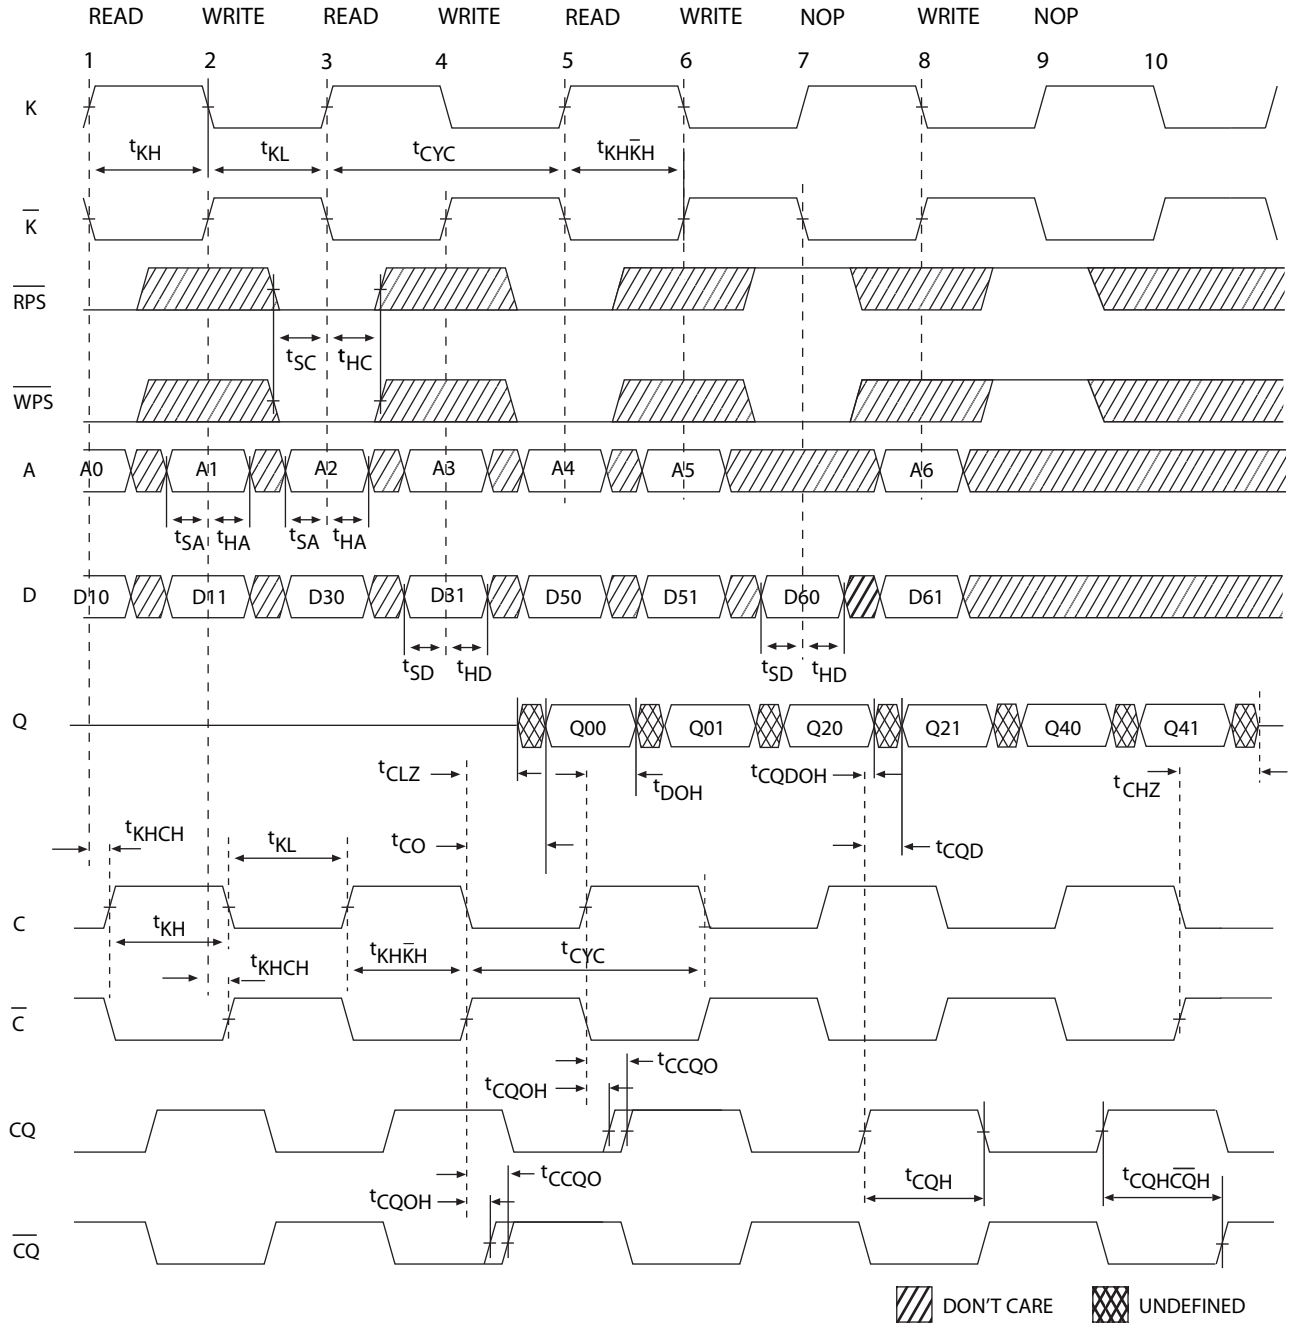 READ WRITE READ WRITE READ WRITE NOP WRITE NOP
1 2 3 4 5 6 7 8 9 10
K
tKH tKL tCYC tKHK̅H
K̅
R̅P̅S̅
tSC tHC
W̅P̅S̅
A A0 A1 A2 A3 A4 A5 A6
tSA tHA tSA tHA
D D10 D11 D30 D31 D50 D51 D60 D61
tSD tHD tSD tHD
Q Q00 Q01 Q20 Q21 Q40 Q41
tCLZ tDOH tCQDOH tCHZ
tKHCH tKL tCO tCQD
C
tKH tKHCH tKHK̅H tCYC
C̅
tCCQO
tCQOH
CQ
tCCQO tCQH tCQHC̅Q̅H
tCQOH
C̅Q̅
DON'T CARE UNDEFINED